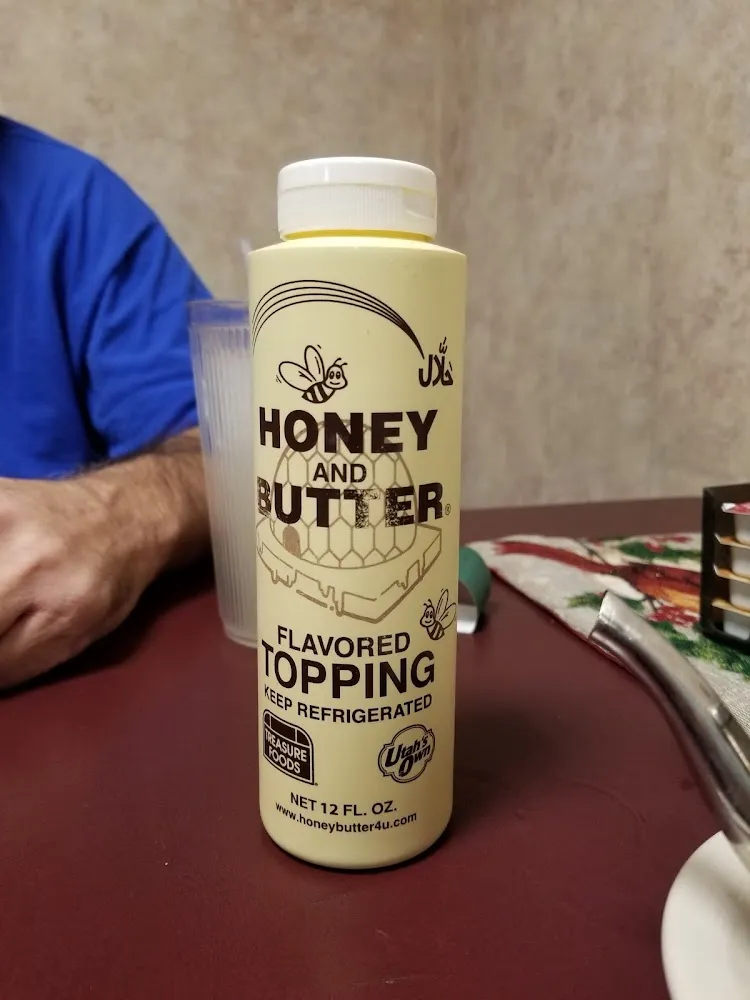 حلال
HONEY
AND
BUTTER®
FLAVORED
TOPPING
KEEP REFRIGERATED
TREASURE
FOODS
Utah's
Own
NET 12 FL. OZ.
www.honeybutter4u.com